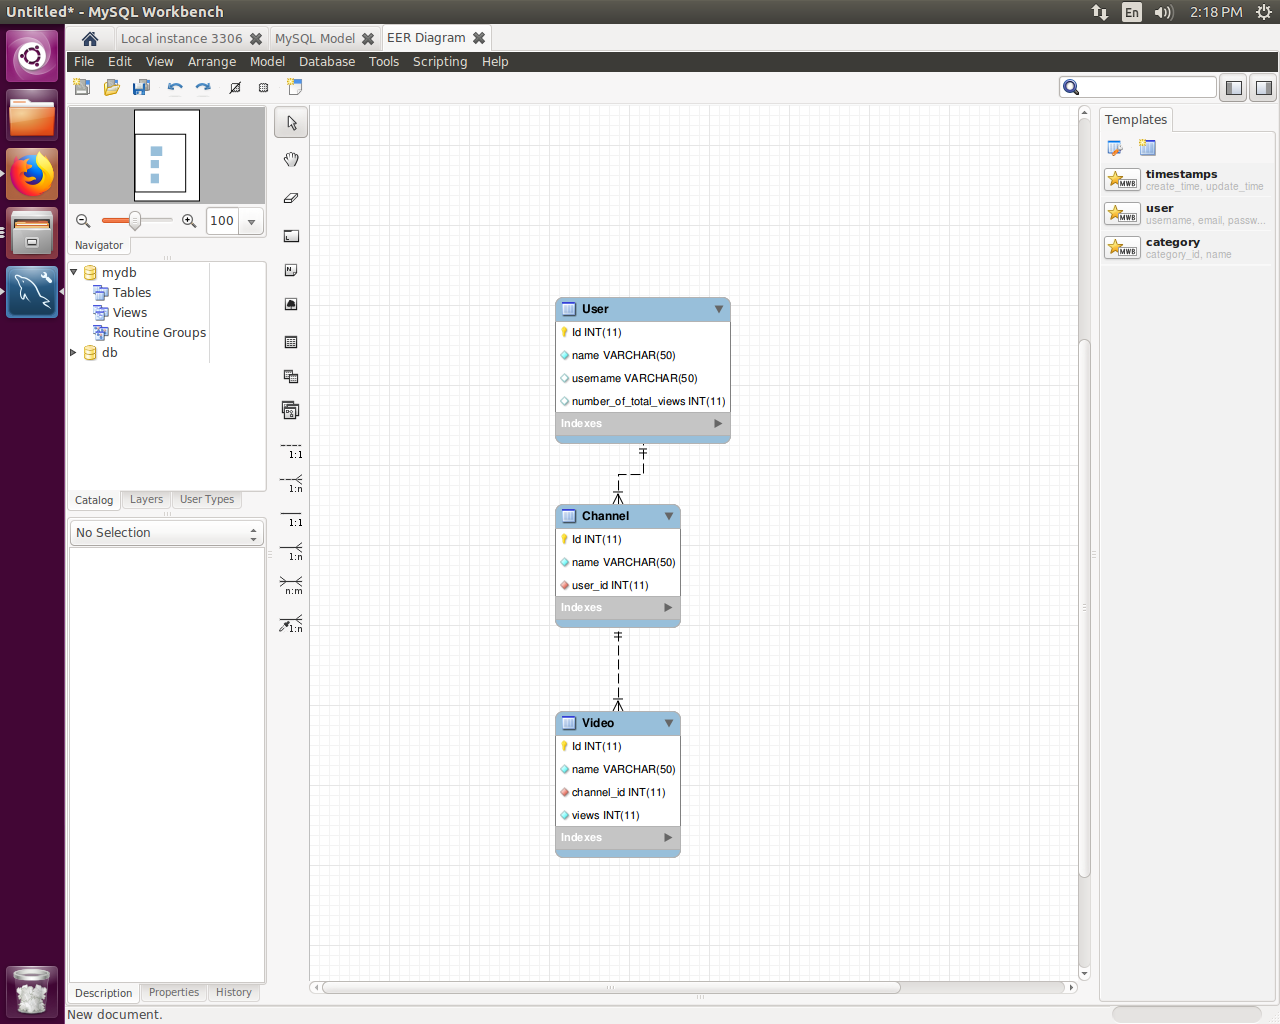 Untitled* - MySQL Workbench
En
2:18 PM
Local instance 3306
MySQL Model
EER Diagram
File Edit View Arrange Model Database Tools Scripting Help
100
Navigator
mydb
Tables
Views
Routine Groups
db
Catalog Layers User Types
No Selection
Description Properties History
New document.
1:1
1:n
1:1
1:n
n:m
1:n
User
Id INT(11)
name VARCHAR(50)
username VARCHAR(50)
number_of_total_views INT(11)
Indexes
Channel
Id INT(11)
name VARCHAR(50)
user_id INT(11)
Indexes
Video
Id INT(11)
name VARCHAR(50)
channel_id INT(11)
views INT(11)
Indexes
Templates
MWB
timestamps
create_time, update_time
MWB
user
username, email, passw...
MWB
category
category_id, name